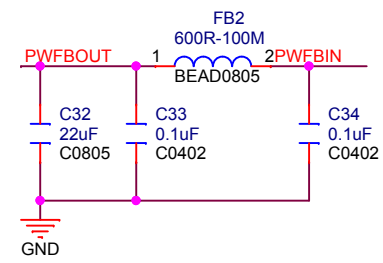 FB2
600R-100M
PWFBOUT 1 2 PWFBIN
BEAD0805
C32 C33 C34
22uF 0.1uF 0.1uF
C0805 C0402 C0402
GND